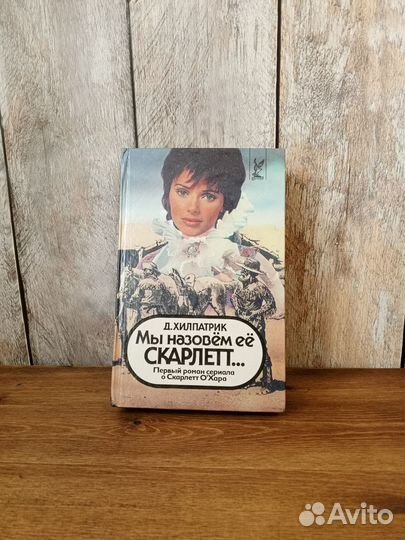 Д. ХИЛПАТРИК
Мы назовём её
СКАРЛЕТТ...
Первый роман сериала
о Скарлетт О'Хара
Avito